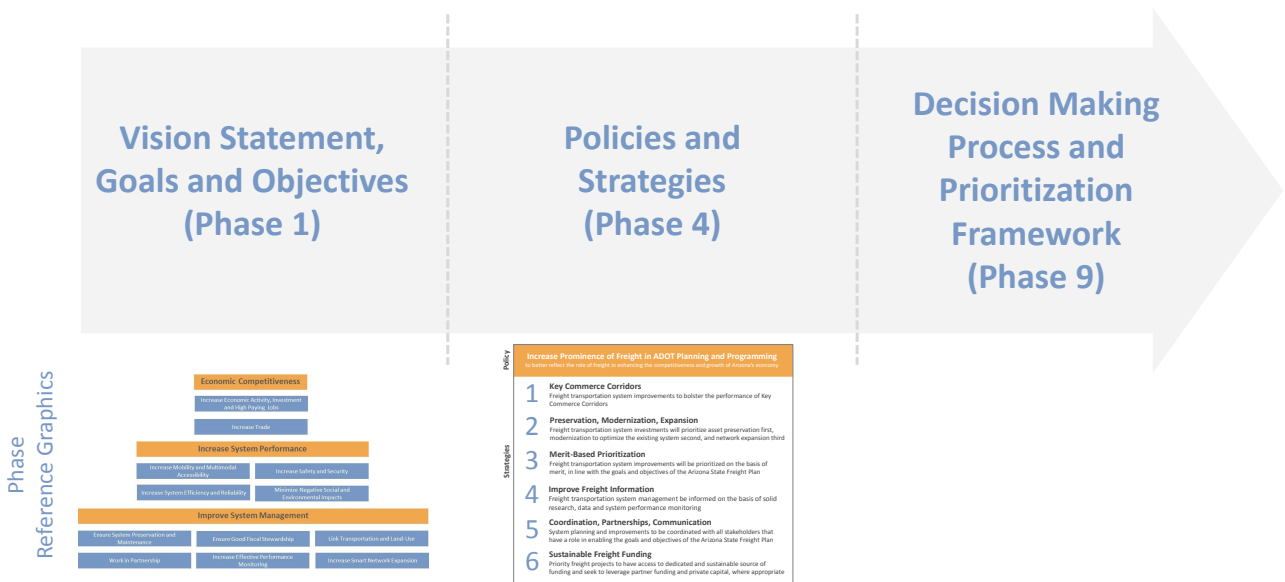 Vision Statement,
Goals and Objectives
(Phase 1)
Policies and
Strategies
(Phase 4)
Decision Making
Process and
Prioritization
Framework
(Phase 9)
Phase
Reference Graphics
Economic Competitiveness
Increase Economic Activity, Investment
and High Paying Jobs
Increase Trade
Increase System Performance
Increase Mobility and Multimodal
Accessibility
Increase Safety and Security
Increase System Efficiency and Reliability
Minimize Negative Social and
Environmental Impacts
Improve System Management
Ensure System Preservation and
Maintenance
Ensure Good Fiscal Stewardship
Link Transportation and Land-Use
Work in Partnership
Increase Effective Performance
Monitoring
Increase Smart Network Expansion
Policy
Increase Prominence of Freight in ADOT Planning and Programming
to better reflect the role of freight in enhancing the competitiveness and growth of Arizona's economy
Strategies
1 Key Commerce Corridors
Freight transportation system improvements to bolster the performance of Key
Commerce Corridors
2 Preservation, Modernization, Expansion
Freight transportation system investments will prioritize asset preservation first,
modernization to optimize the existing system second, and network expansion third
3 Merit-Based Prioritization
Freight transportation system improvements will be prioritized on the basis of
merit, in line with the goals and objectives of the Arizona State Freight Plan
4 Improve Freight Information
Freight transportation system management be informed on the basis of solid
research, data and system performance monitoring
5 Coordination, Partnerships, Communication
System planning and improvements to be coordinated with all stakeholders that
have a role in enabling the goals and objectives of the Arizona State Freight Plan
6 Sustainable Freight Funding
Priority freight projects to have access to dedicated and sustainable source of
funding and seek to leverage partner funding and private capital, where appropriate